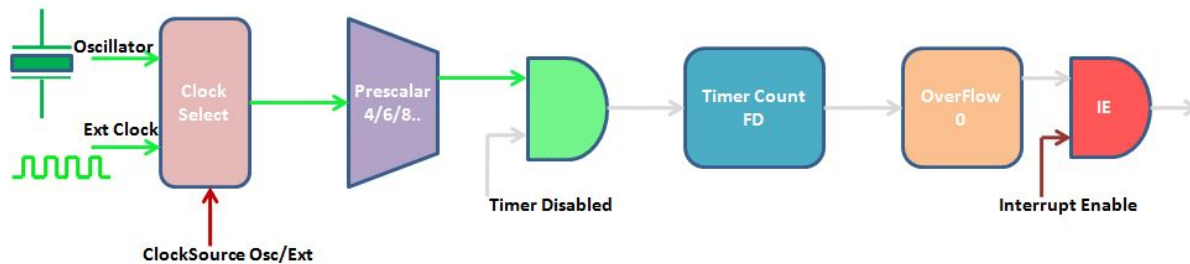 Oscillator
Ext Clock
Clock
Select
ClockSource Osc/Ext
Prescalar
4/6/8..
Timer Disabled
Timer Count
FD
OverFlow
0
IE
Interrupt Enable